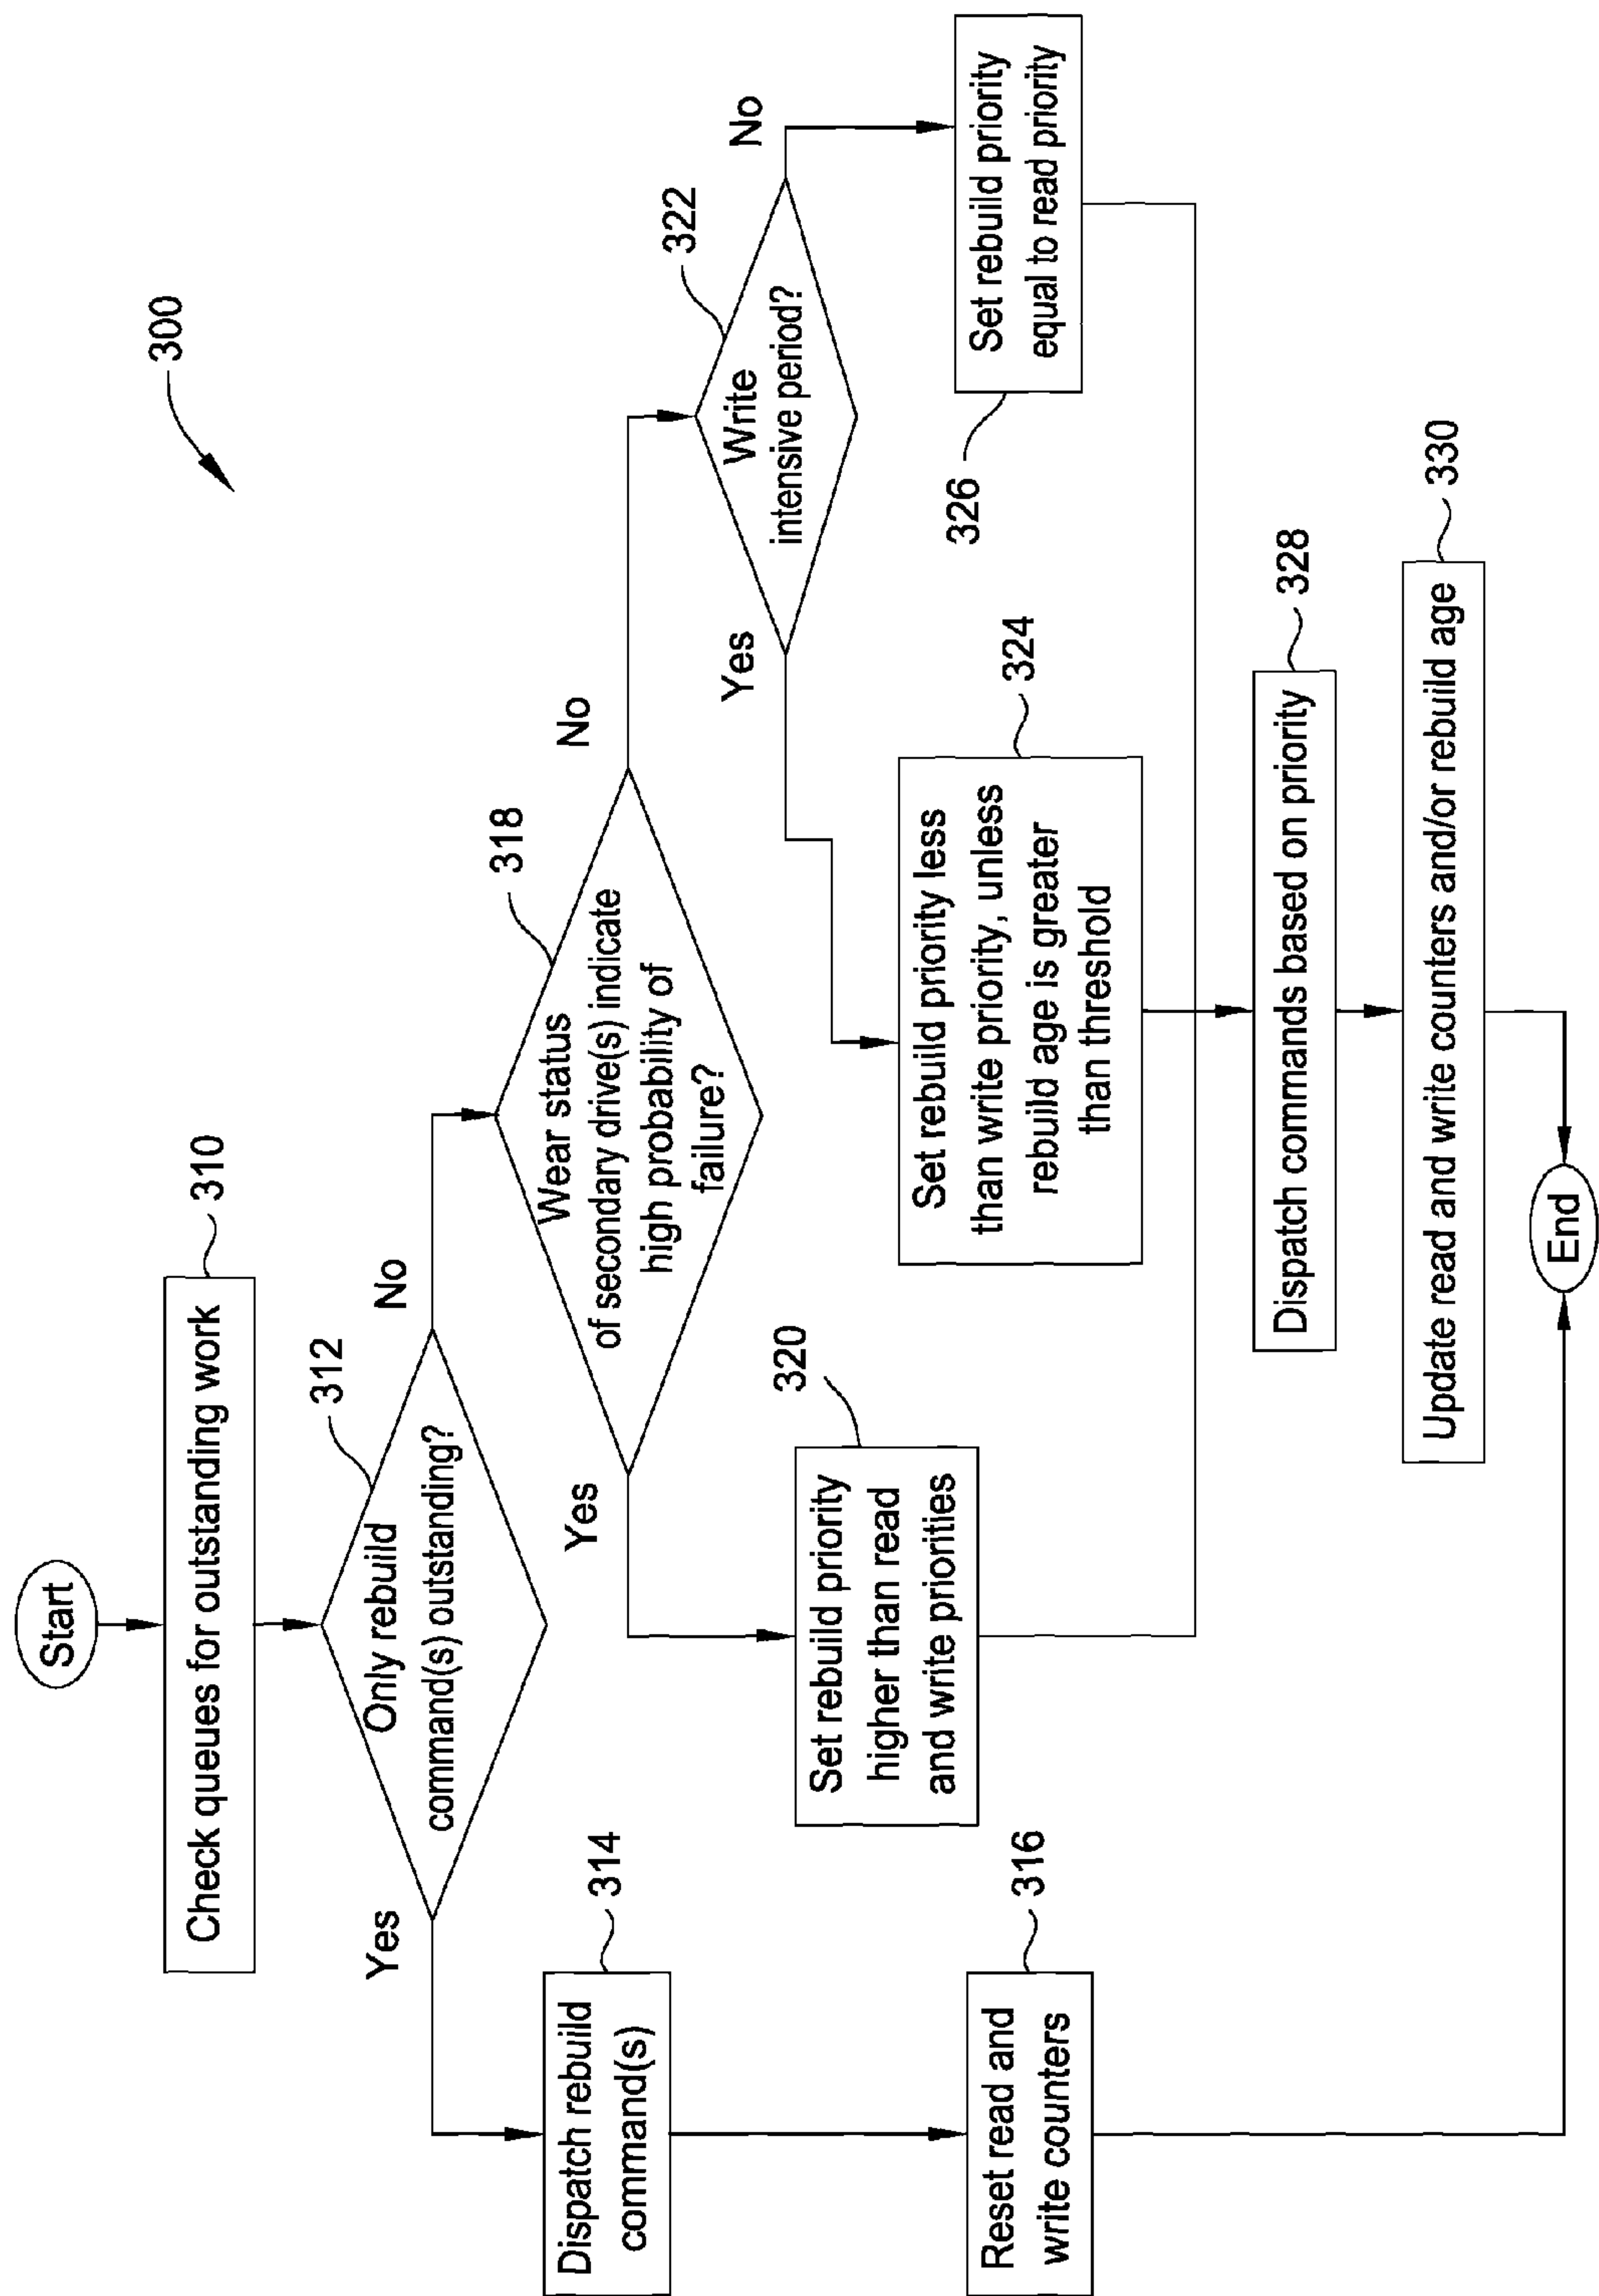 300
Start
Check queues for outstanding work
310
Only rebuild
command(s) outstanding?
312
Yes
No
Dispatch rebuild
command(s)
314
Reset read and
write counters
316
Wear status
of secondary drive(s) indicate
high probability of
failure?
318
Yes
No
Set rebuild priority
higher than read
and write priorities
320
Write
intensive period?
322
Yes
No
Set rebuild priority less
than write priority, unless
rebuild age is greater
than threshold
324
Set rebuild priority
equal to read priority
326
Dispatch commands based on priority
328
Update read and write counters and/or rebuild age
330
End